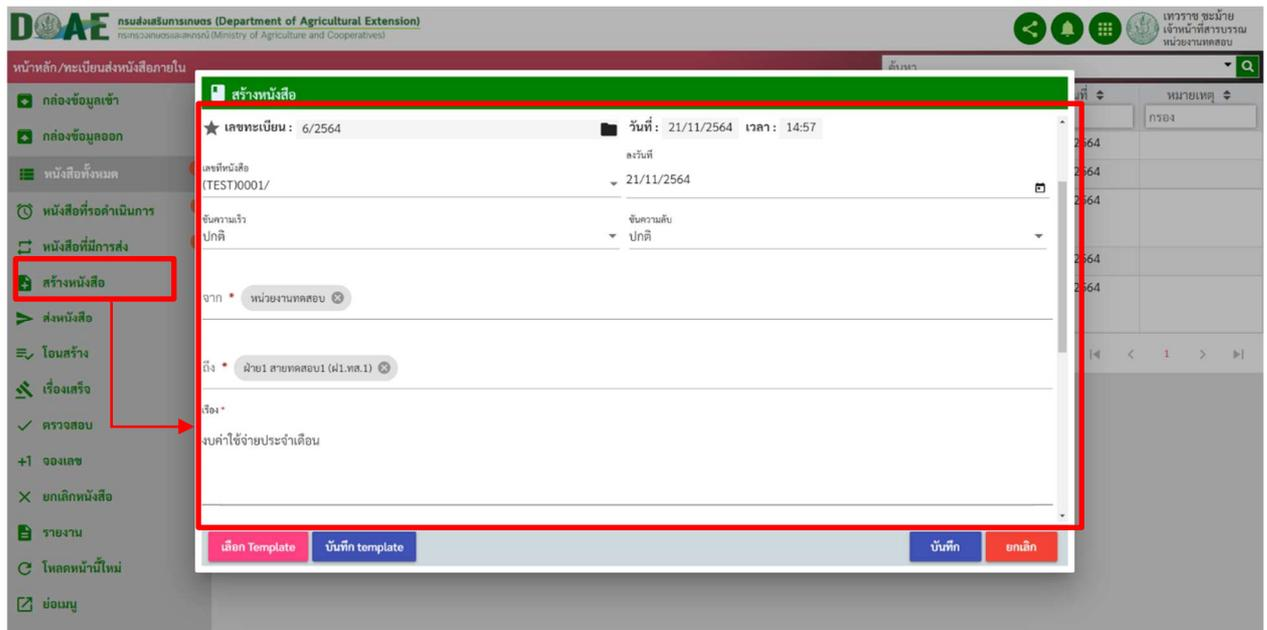 DOAE
กรมส่งเสริมการเกษตร (Department of Agricultural Extension)
กระทรวงเกษตรและสหกรณ์ (Ministry of Agriculture and Cooperatives)
เทวราช ชะม้าย
เจ้าหน้าที่สารบรรณ
หน่วยงานทดสอบ
หน้าหลัก/ทะเบียนส่งหนังสือภายใน
ค้นหา
กล่องข้อมูลเข้า
กล่องข้อมูลออก
หนังสือทั้งหมด
หนังสือที่รอดำเนินการ
หนังสือที่มีการส่ง
สร้างหนังสือ
ส่งหนังสือ
โอนสร้าง
เรื่องเสร็จ
ตรวจสอบ
+1 จองเลข
ยกเลิกหนังสือ
รายงาน
โหลดหน้านี้ใหม่
ย่อเมนู
สร้างหนังสือ
เลขทะเบียน : 6/2564 วันที่ : 21/11/2564 เวลา : 14:57
เลขที่หนังสือ ลงวันที่
(TEST)0001/ 21/11/2564
ชั้นความเร็ว ชั้นความลับ
ปกติ ปกติ
จาก * หน่วยงานทดสอบ
ถึง * ฝ่าย1 สายทดสอบ1 (ฝ1.ทส.1)
เรื่อง *
งบค่าใช้จ่ายประจำเดือน
เลือก Template บันทึก template บันทึก ยกเลิก
ที่ หมายเหตุ
กรอง
2564
2564
2564
2564
2564
1